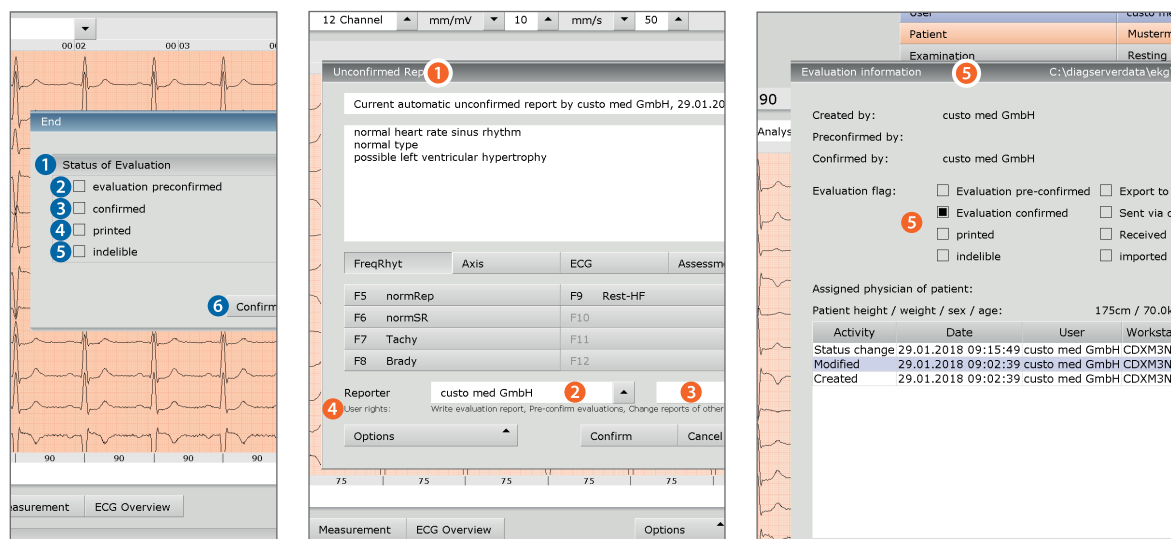 00 02 00 03
End
1 Status of Evaluation
2 evaluation preconfirmed
3 confirmed
4 printed
5 indelible
6 Confirm
90 90 90 90
ECG Overview
12 Channel mm/mV 10 mm/s 50
Unconfirmed Rep 1
Current automatic unconfirmed report by custo med GmbH, 29.01.20
normal heart rate sinus rhythm
normal type
possible left ventricular hypertrophy
FreqRhyt Axis ECG Assessm
F5 normRep F9 Rest-HF
F6 normSR F10
F7 Tachy F11
F8 Brady F12
Reporter custo med GmbH 2 3
4 User rights: Write evaluation report, Pre-confirm evaluations, Change reports of other
Options Confirm Cancel
75 75 75 75 75
Measurement ECG Overview Options
User custo me
Patient Musterm
Examination Resting
Evaluation information 5 C:\diagserverdata\ekg
90
Analys
Created by: custo med GmbH
Preconfirmed by:
Confirmed by: custo med GmbH
Evaluation flag: Evaluation pre-confirmed Export to
5 Evaluation confirmed Sent via
printed Received
indelible imported
Assigned physician of patient:
Patient height / weight / sex / age: 175cm / 70.0k
Activity Date User Worksta
Status change 29.01.2018 09:15:49 custo med GmbH CDXM3N
Modified 29.01.2018 09:02:39 custo med GmbH CDXM3N
Created 29.01.2018 09:02:39 custo med GmbH CDXM3N